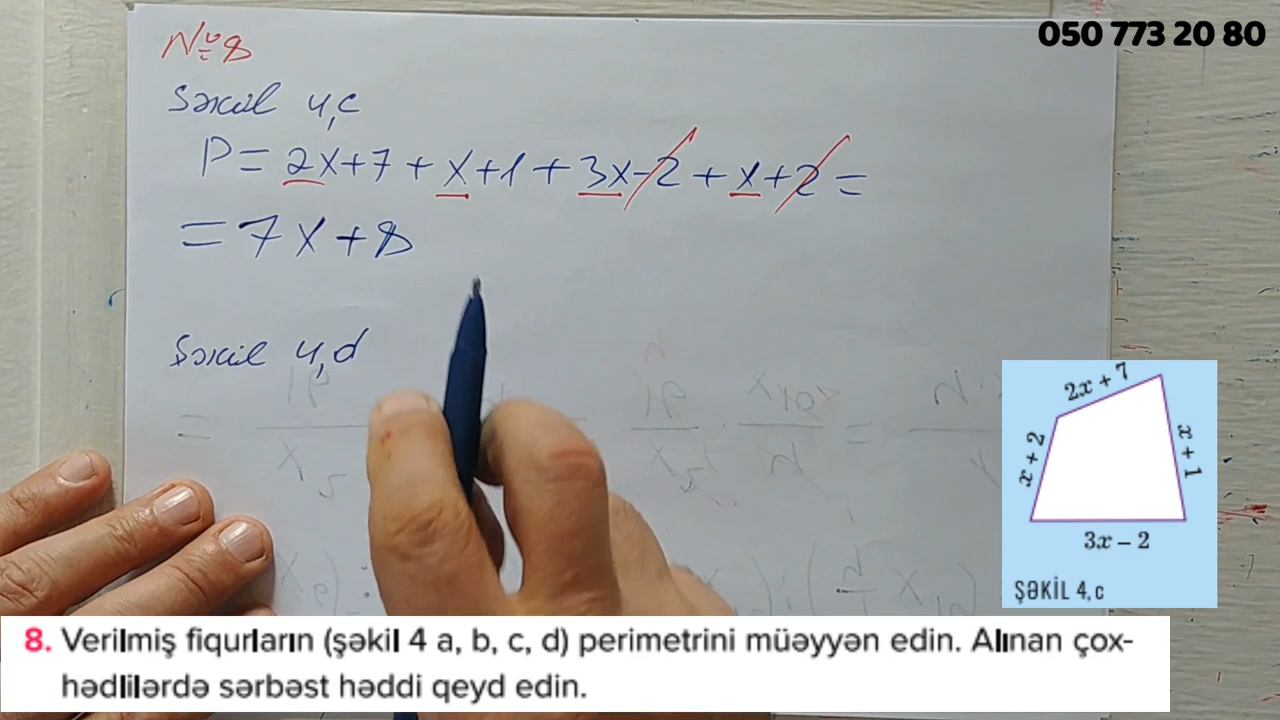 050 773 20 80
№8
Şəkil 4,c
P = 2x+7 + x+1 + 3x-2 + x+2 =
= 7x+8
Şəkil 4,d
2x + 7
x + 2
x + 1
3x – 2
ŞƏKİL 4,c
8. Verilmiş fiqurların (şəkil 4 a, b, c, d) perimetrini müəyyən edin. Alınan çox-
hədlilərdə sərbəst həddi qeyd edin.